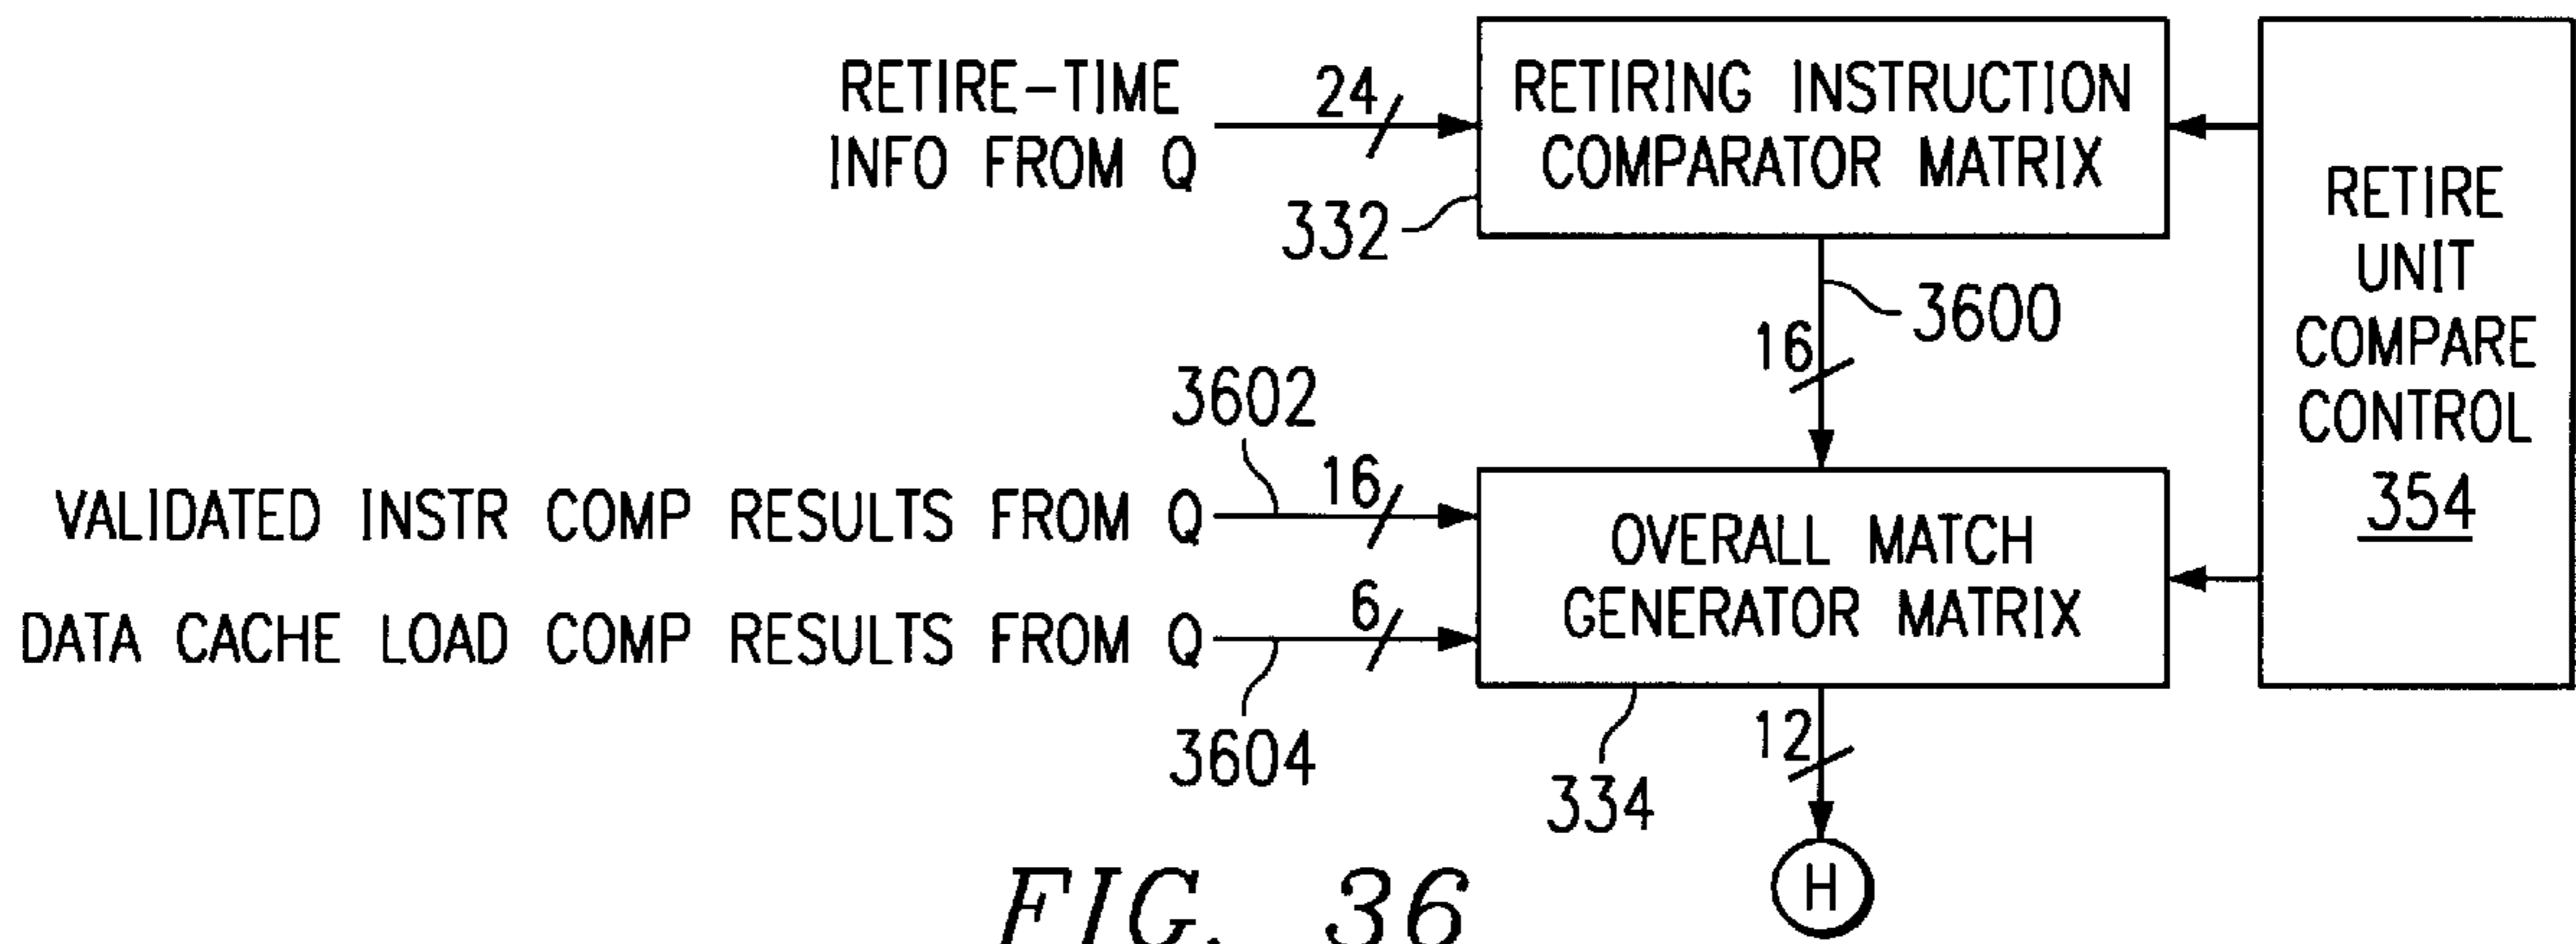 RETIRE-TIME
INFO FROM Q
24
RETIRING INSTRUCTION
COMPARATOR MATRIX
332
3600
16
RETIRE
UNIT
COMPARE
CONTROL
354
3602
VALIDATED INSTR COMP RESULTS FROM Q
16
DATA CACHE LOAD COMP RESULTS FROM Q
6
3604
OVERALL MATCH
GENERATOR MATRIX
334
12
H
FIG. 36